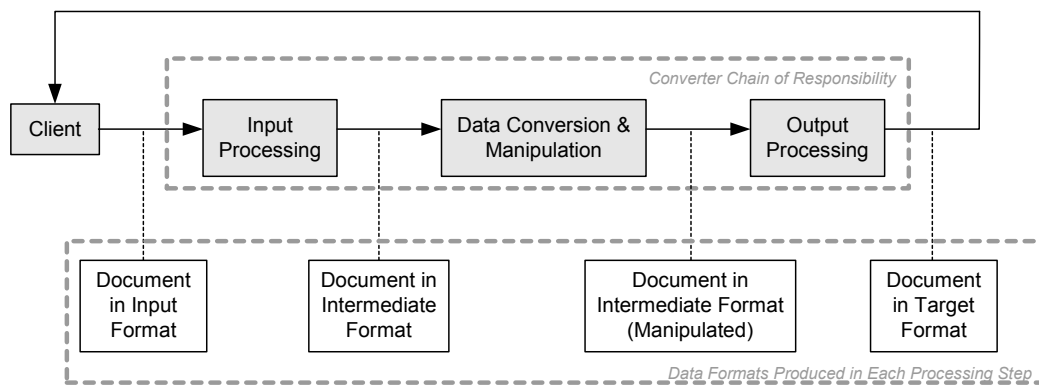 Converter Chain of Responsibility
Client
Input
Processing
Data Conversion &
Manipulation
Output
Processing
Document
in Input
Format
Document in
Intermediate
Format
Document in
Intermediate Format
(Manipulated)
Document
in Target
Format
Data Formats Produced in Each Processing Step